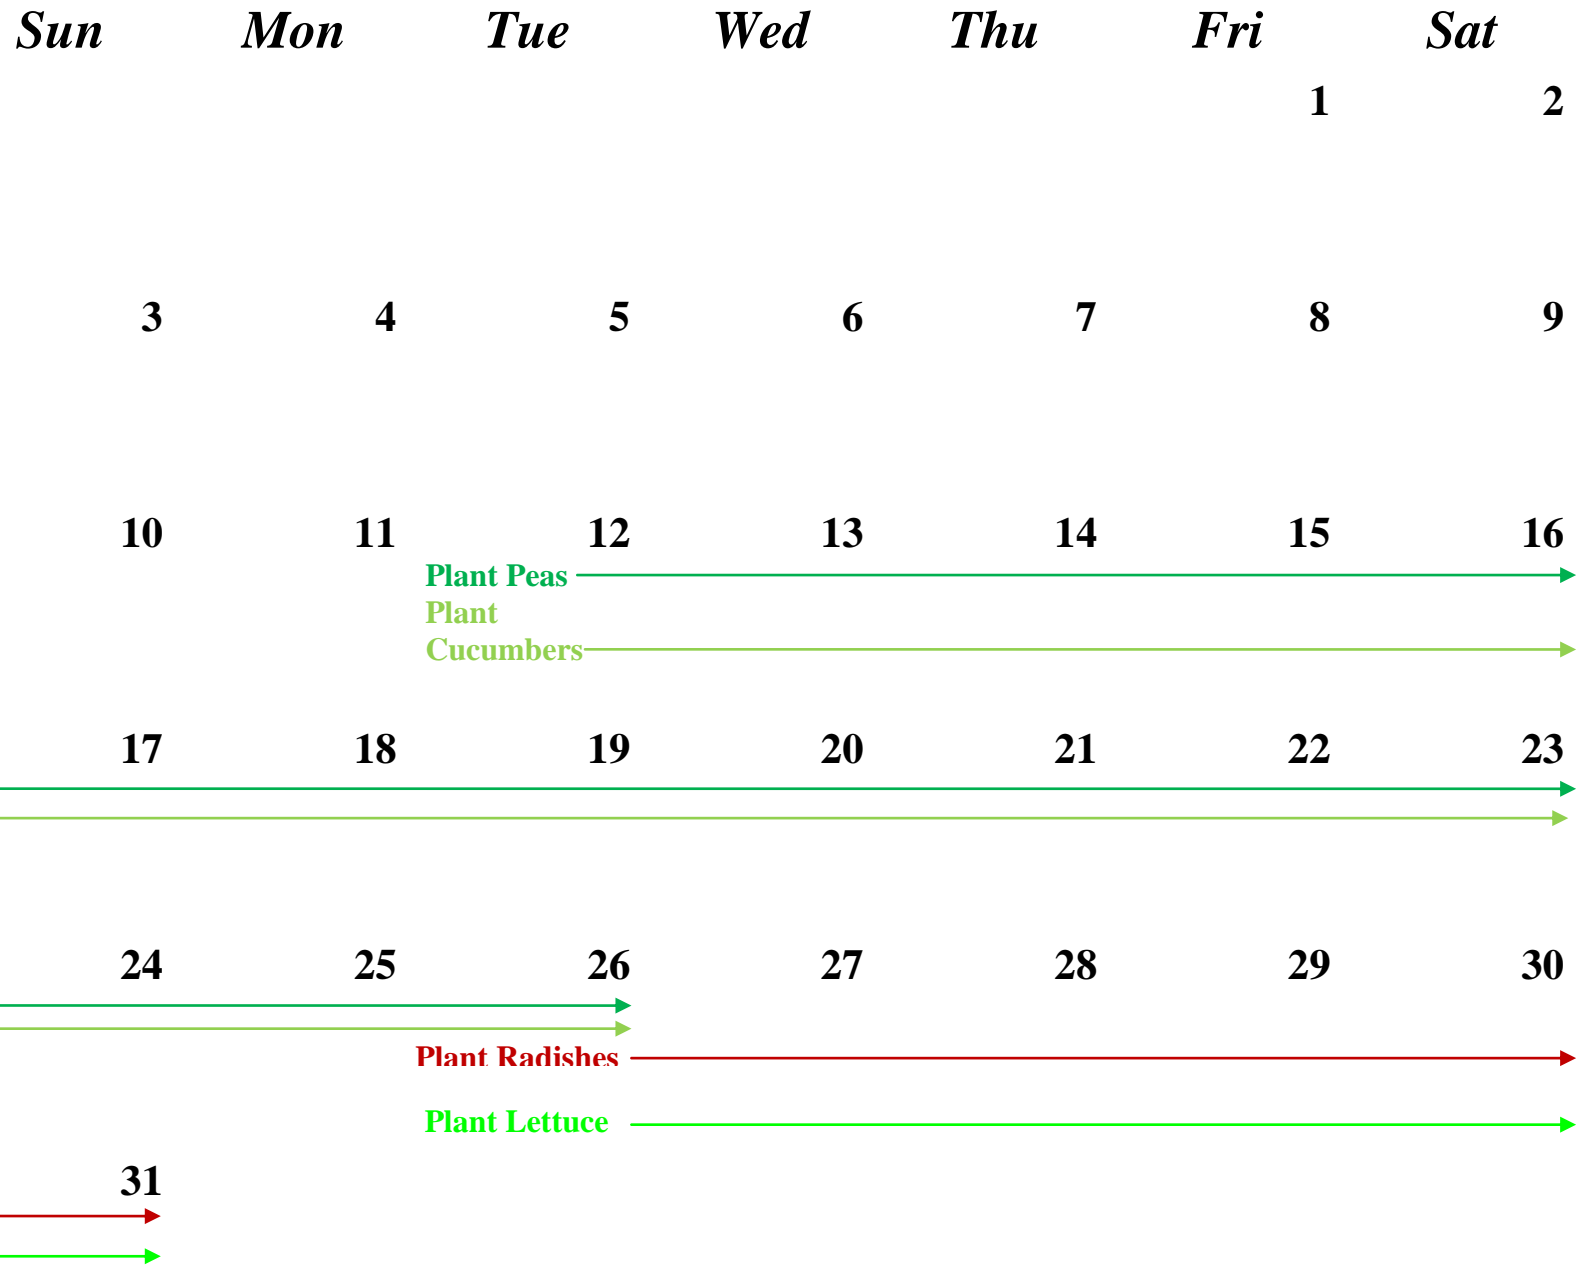 Sun Mon Tue Wed Thu Fri Sat
1 2
3 4 5 6 7 8 9
10 11 12 13 14 15 16
Plant Peas
Plant
Cucumbers
17 18 19 20 21 22 23
24 25 26 27 28 29 30
Plant Radishes
Plant Lettuce
31